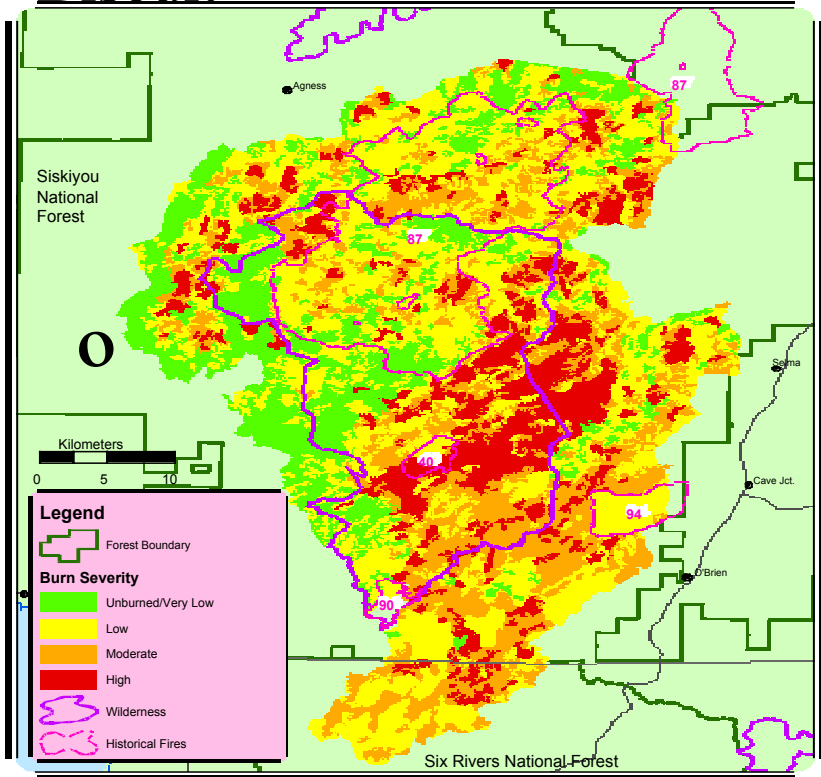 Agness
87
Siskiyou
National
Forest
87
O
Selma
Kilometers
0 5 10
40
Cave Jct.
94
O'Brien
90
Legend
Forest Boundary
Burn Severity
Unburned/Very Low
Low
Moderate
High
Wilderness
Historical Fires
Six Rivers National Forest